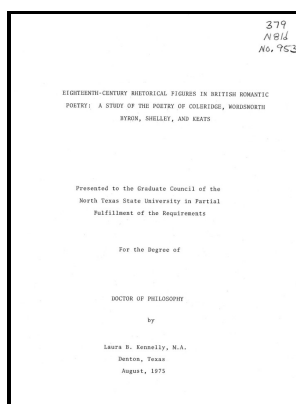 379
N81d
No. 953
EIGHTEENTH-CENTURY RHETORICAL FIGURES IN BRITISH ROMANTIC
POETRY: A STUDY OF THE POETRY OF COLERIDGE, WORDSWORTH
BYRON, SHELLEY, AND KEATS
Presented to the Graduate Council of the
North Texas State University in Partial
Fulfillment of the Requirements
For the Degree of
DOCTOR OF PHILOSOPHY
by
Laura B. Kennelly, M.A.
Denton, Texas
August, 1975